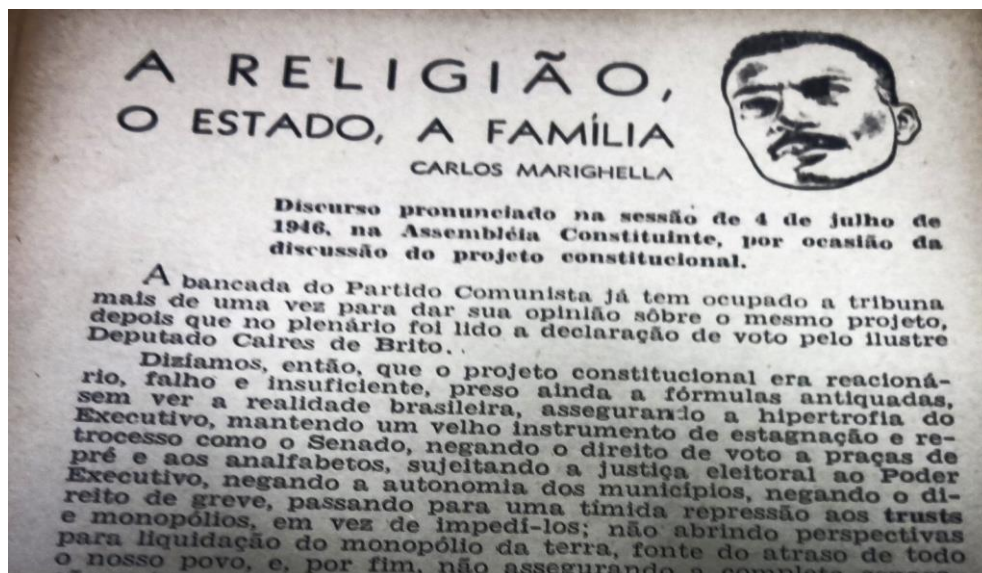 A RELIGIÃO,
O ESTADO, A FAMÍLIA
CARLOS MARIGHELLA
Discurso pronunciado na sessão de 4 de julho de
1946, na Assembléia Constituinte, por ocasião da
discussão do projeto constitucional.
A bancada do Partido Comunista já tem ocupado a tribuna
mais de uma vez para dar sua opinião sôbre o mesmo projeto,
depois que no plenário foi lido a declaração de voto pelo ilustre
Deputado Caires de Brito.
Dizíamos, então, que o projeto constitucional era reacioná-
rio, falho e insuficiente, preso ainda a fórmulas antiquadas,
sem ver a realidade brasileira, assegurando a hipertrofia do
Executivo, mantendo um velho instrumento de estagnação e re-
trocesso como o Senado, negando o direito de voto a praças de
pré e aos analfabetos, sujeitando a justiça eleitoral ao Poder
Executivo, negando a autonomia dos municípios, negando o di-
reito de greve, passando para uma tímida repressão aos trusts
e monopólios, em vez de impedí-los; não abrindo perspectivas
para liquidação do monopólio da terra, fonte do atraso de todo
o nosso povo, e, por fim, não assegurando a completa